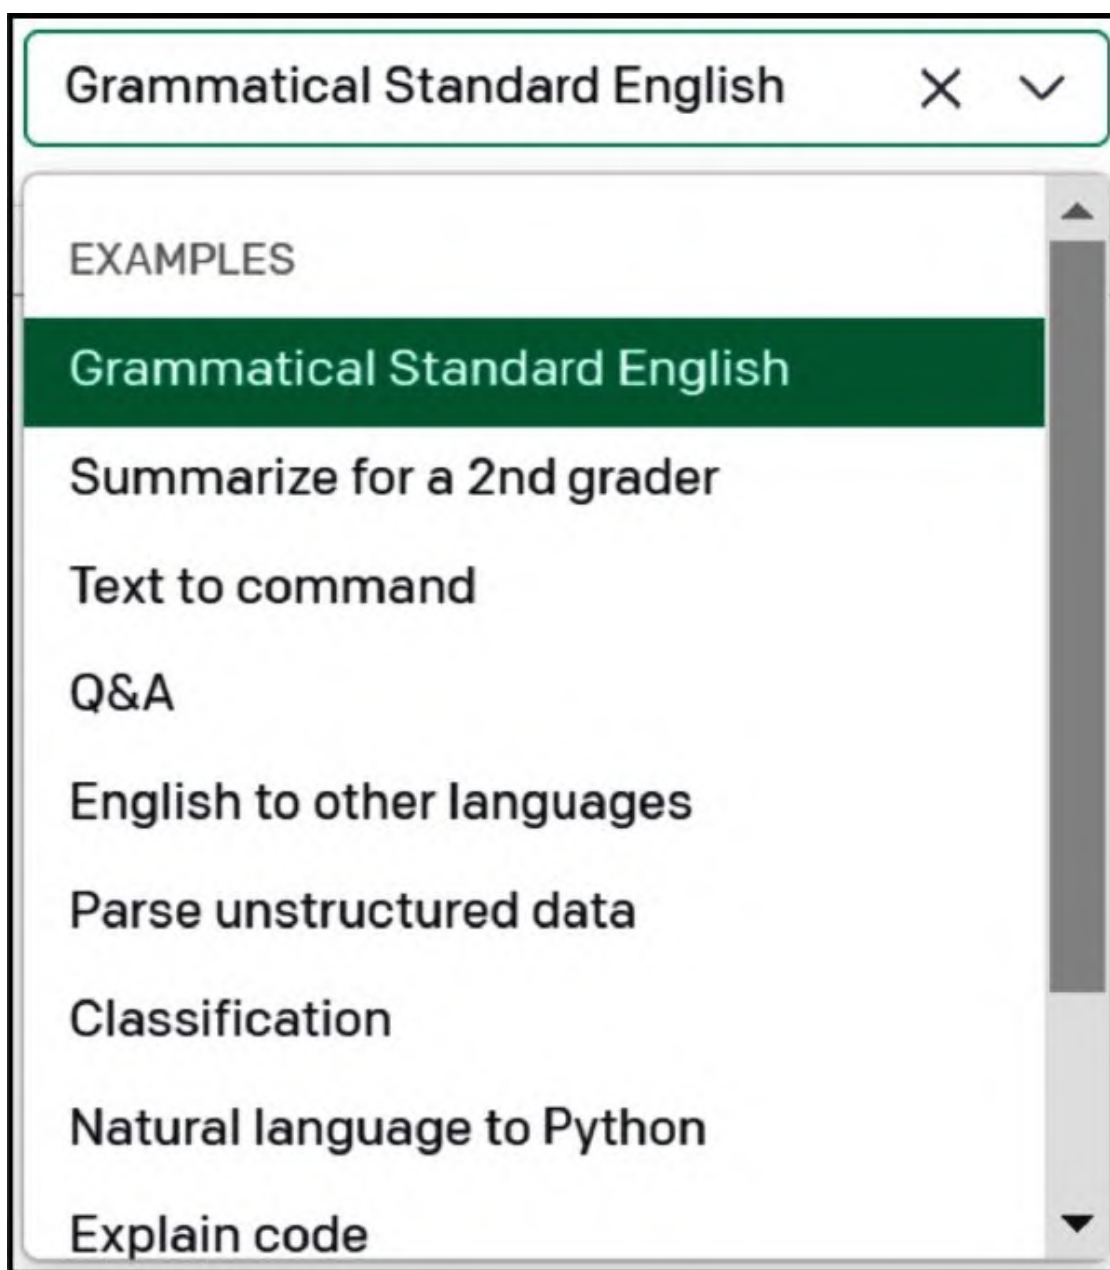 Grammatical Standard English
EXAMPLES
Grammatical Standard English
Summarize for a 2nd grader
Text to command
Q&A
English to other languages
Parse unstructured data
Classification
Natural language to Python
Explain code